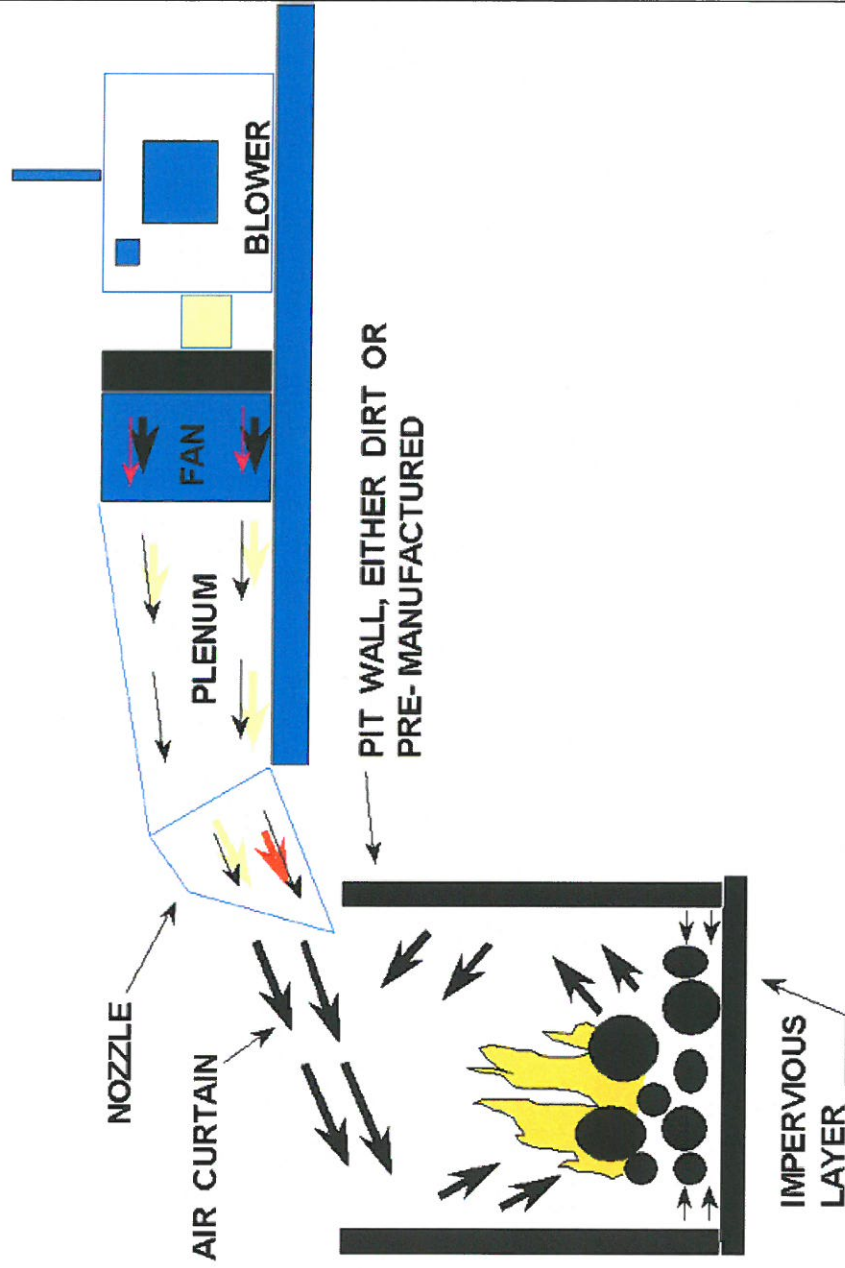 NOZZLE
AIR CURTAIN
PLENUM
FAN
BLOWER
PIT WALL, EITHER DIRT OR
PRE- MANUFACTURED
IMPERVIOUS
LAYER